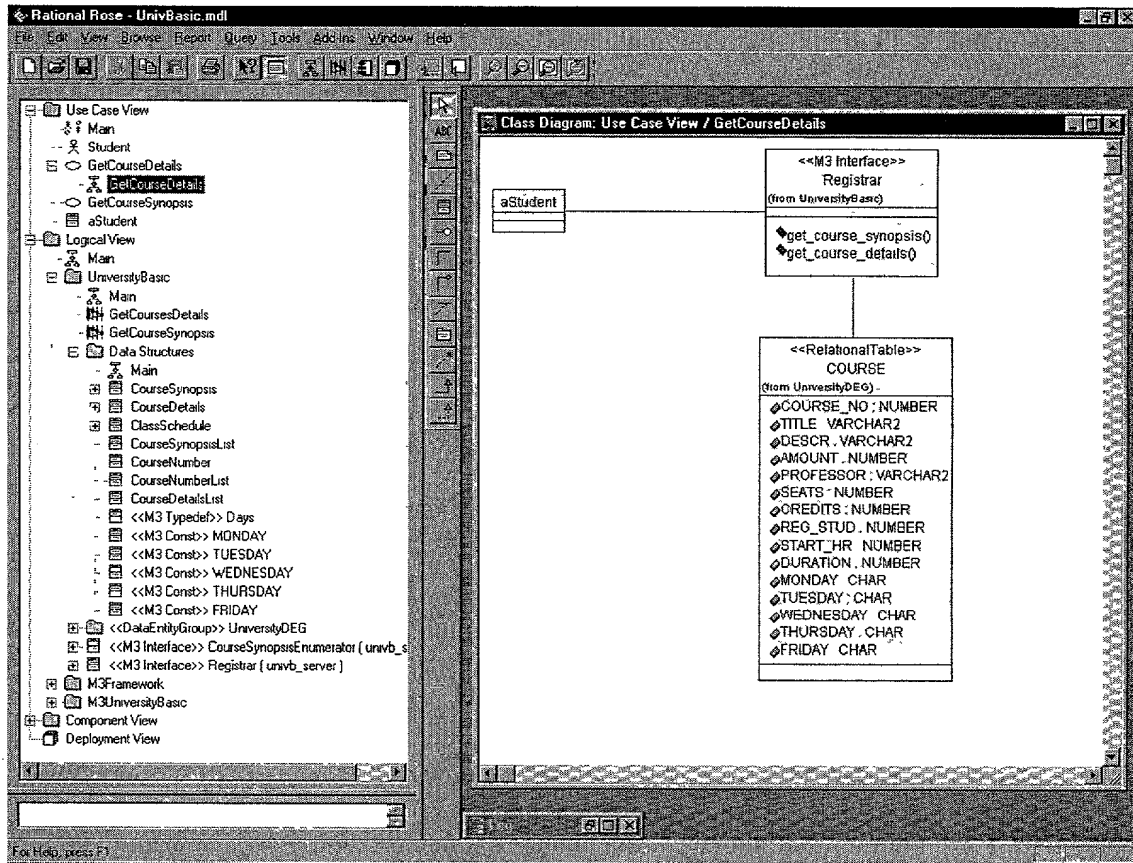 Rational Rose - UnivBasic.mdl
File Edit View Browse Report Query Tools Add-Ins Window Help
Use Case View
Main
Student
GetCourseDetails
GetCourseDetails
GetCourseSynopsis
aStudent
Logical View
Main
UniversityBasic
Main
GetCoursesDetails
GetCourseSynopsis
Data Structures
Main
CourseSynopsis
CourseDetails
ClassSchedule
CourseSynopsisList
CourseNumber
CourseNumberList
CourseDetailsList
<<M3 Typedef>> Days
<<M3 Const>> MONDAY
<<M3 Const>> TUESDAY
<<M3 Const>> WEDNESDAY
<<M3 Const>> THURSDAY
<<M3 Const>> FRIDAY
<<DataEntityGroup>> UniversityDEG
<<M3 Interface>> CourseSynopsisEnumerator ( univb_s
<<M3 Interface>> Registrar ( univb_server )
M3Framework
M3UniversityBasic
Component View
Deployment View
ABC
Class Diagram: Use Case View / GetCourseDetails
aStudent
<<M3 Interface>>
Registrar
(from UniversityBasic)
get_course_synopsis()
get_course_details()
<<RelationalTable>>
COURSE
(from UniversityDEG)
COURSE_NO : NUMBER
TITLE VARCHAR2
DESCR . VARCHAR2
AMOUNT . NUMBER
PROFESSOR : VARCHAR2
SEATS NUMBER
CREDITS : NUMBER
REG_STUD . NUMBER
START_HR NUMBER
DURATION . NUMBER
MONDAY CHAR
TUESDAY : CHAR
WEDNESDAY CHAR
THURSDAY . CHAR
FRIDAY CHAR
For Help, press F1